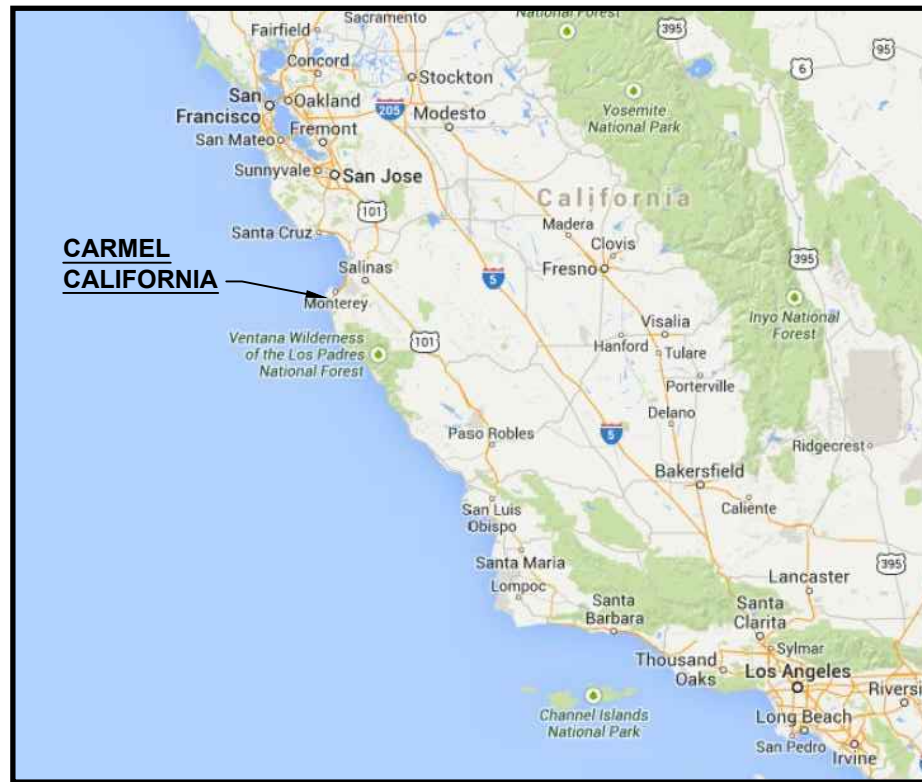 Sacramento
National Forest
Fairfield
395
95
Concord
6
Stockton
San
Francisco
Oakland
205
Modesto
Yosemite
National Park
San Mateo
Fremont
Sunnyvale
San Jose
California
101
Madera
Santa Cruz
Clovis
CARMEL
CALIFORNIA
Salinas
Fresno
5
395
Monterey
Inyo National
Forest
Visalia
Ventana Wilderness
of the Los Padres
National Forest
101
Hanford
Tulare
Porterville
Delano
Paso Robles
5
Ridgecrest
Bakersfield
Caliente
San Luis
Obispo
Santa Maria
395
Lompoc
Lancaster
Santa
Barbara
Santa
Clarita
Sylmar
Thousand
Oaks
Los Angeles
Riversi
Channel Islands
National Park
Long Beach
San Pedro
Irvine